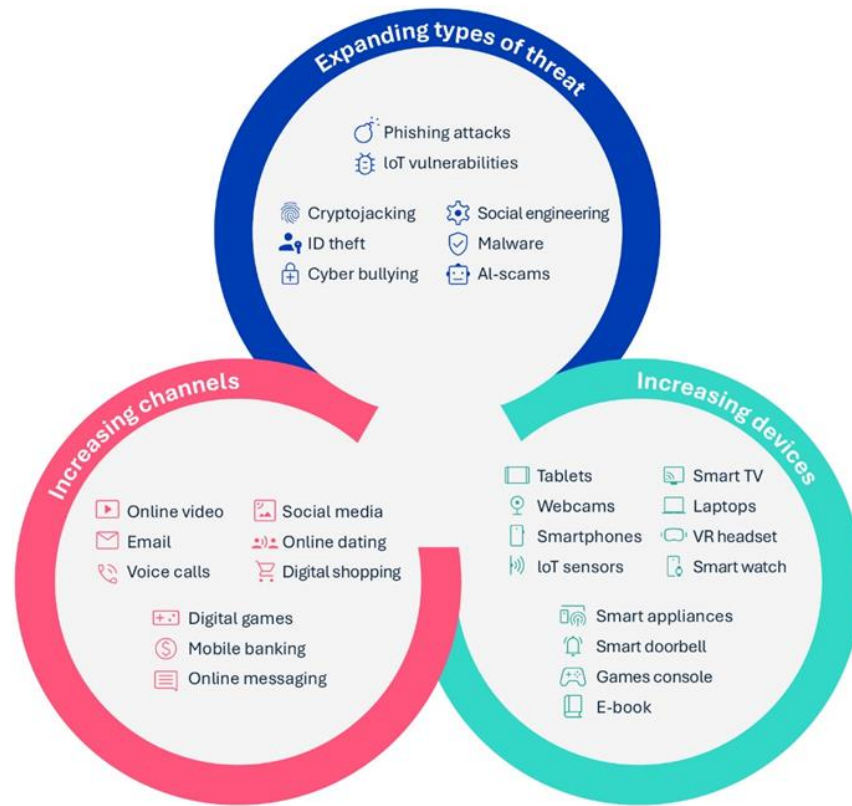 Expanding types of threat
Phishing attacks
IoT vulnerabilities
Cryptojacking
Social engineering
ID theft
Malware
Cyber bullying
AI-scams
Increasing channels
Online video
Social media
Email
Online dating
Voice calls
Digital shopping
Digital games
Mobile banking
Online messaging
Increasing devices
Tablets
Smart TV
Webcams
Laptops
Smartphones
VR headset
IoT sensors
Smart watch
Smart appliances
Smart doorbell
Games console
E-book